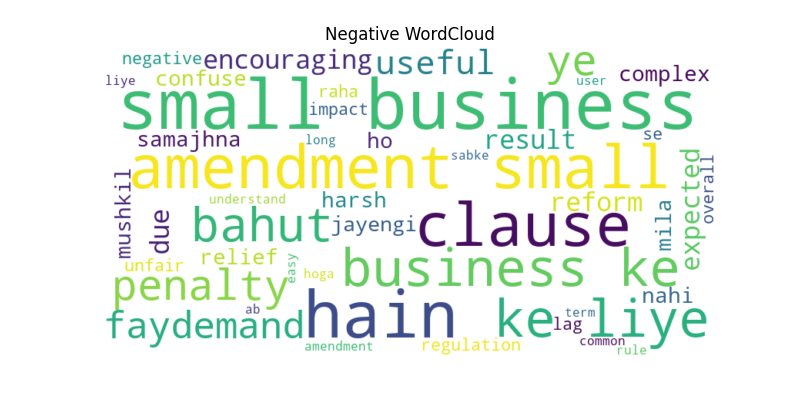 Negative WordCloud
negative encouraging useful ye user complex
liye confuse raha
small business
impact
samajhna long ho result se
amendment small
sabke
understand harsh reform
mushkil due bahut jayengi clause mila expected overall
unfair relief easy hoga business ke
penalty nahi
faydemand ab hain ke lag term liye
amendment regulation common rule